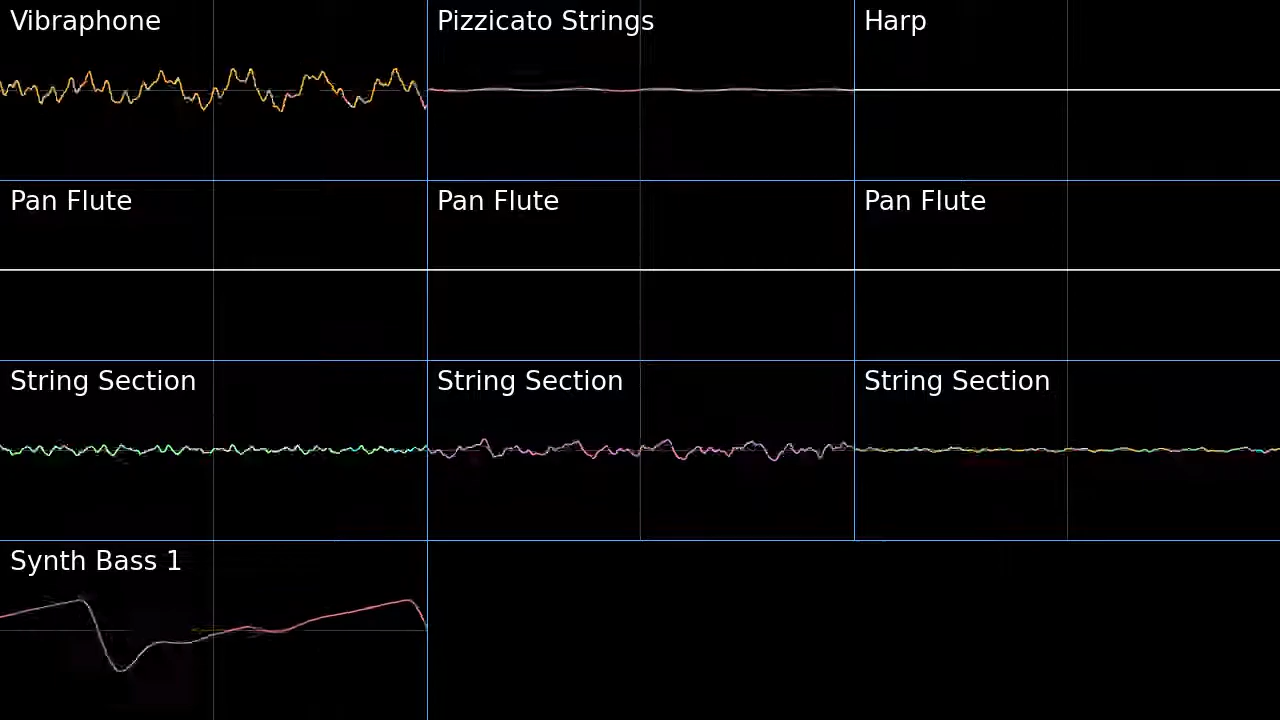 Vibraphone
Pizzicato Strings
Harp
Pan Flute
Pan Flute
Pan Flute
String Section
String Section
String Section
Synth Bass 1